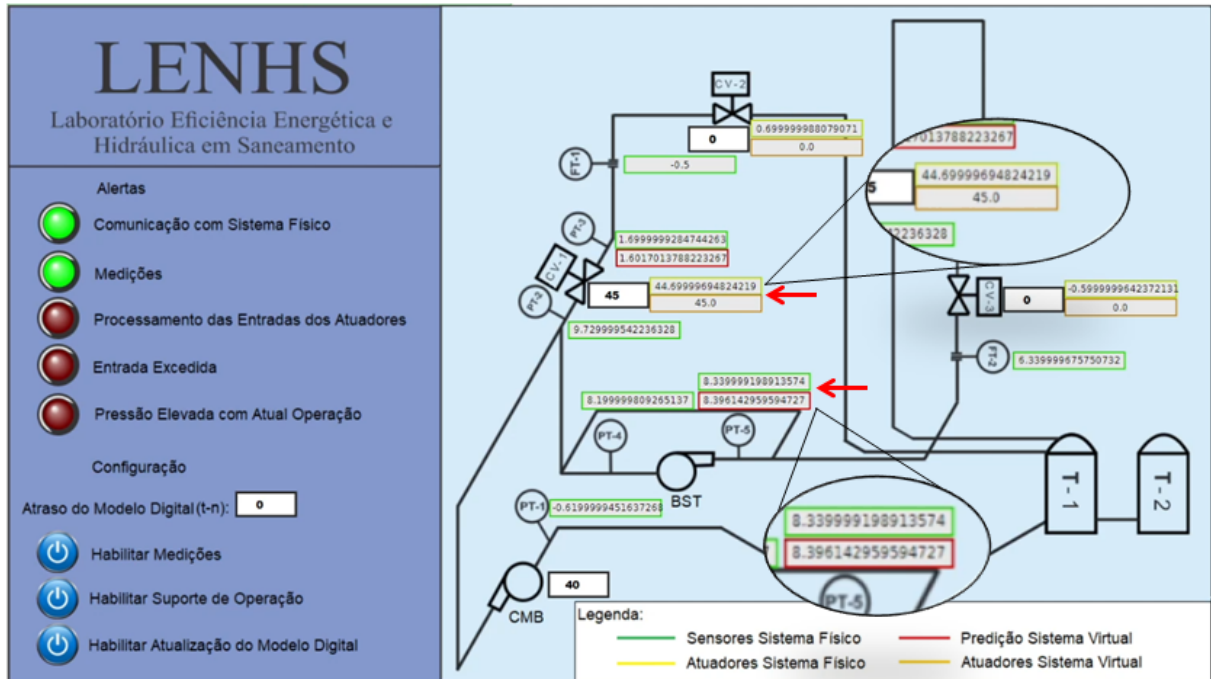 LENHS
Laboratório Eficiência Energética e
Hidráulica em Saneamento
Alertas
Comunicação com Sistema Físico
Medições
Processamento das Entradas dos Atuadores
Entrada Excedida
Pressão Elevada com Atual Operação
Configuração
Atraso do Modelo Digital (t-n): 0
Habilitar Medições
Habilitar Suporte de Operação
Habilitar Atualização do Modelo Digital
CV-2
0
0.699999988079071
0.0
FT-1
-0.5
PT-3
1.6999999284744263
1.6017013788223267
CV-1
45
44.69999694824219
45.0
PT-2
9.729999542236328
.017013788223267
5
44.69999694824219
45.0
42236328
CV-3
0
-0.5999999642372131
0.0
FT-2
6.339999675750732
8.339999198913574
8.199999809265137
8.396142959594727
PT-4
PT-5
BST
PT-1
-0.6199999451637268
CMB
40
8.339999198913574
7
8.396142959594727
PT-5
T-1
T-2
Legenda:
Sensores Sistema Físico
Predição Sistema Virtual
Atuadores Sistema Físico
Atuadores Sistema Virtual